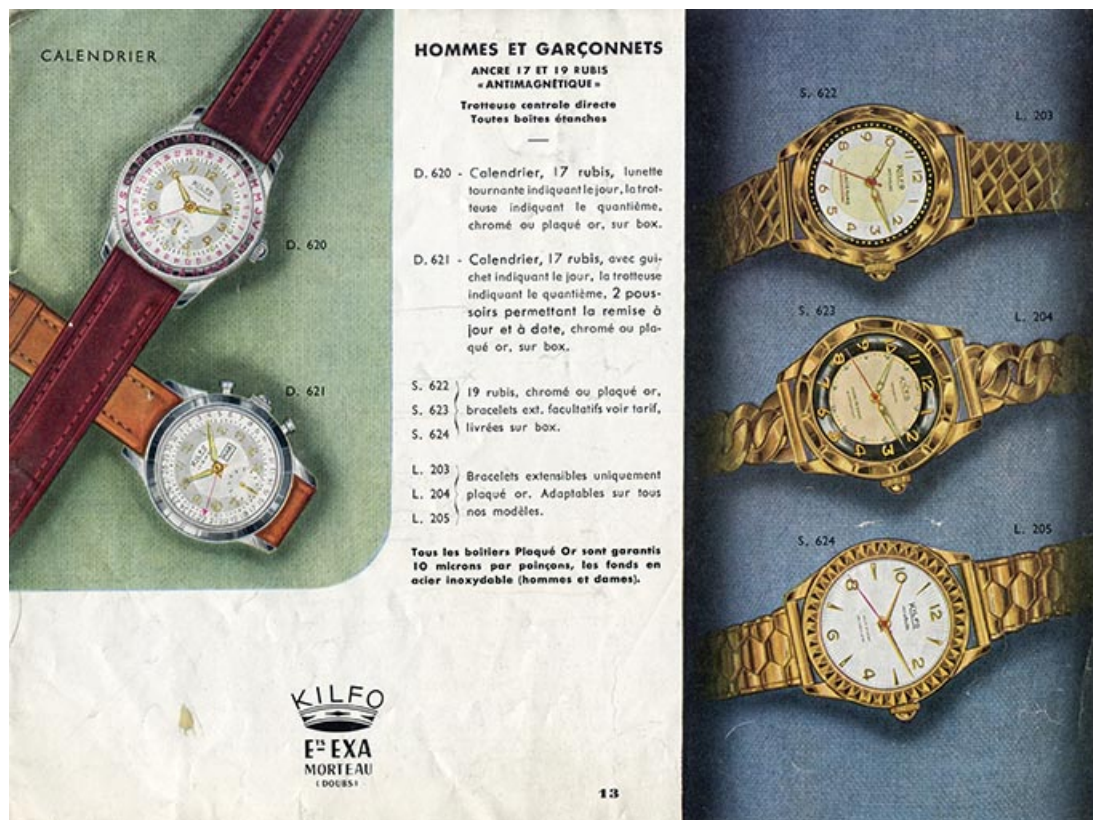 CALENDRIER
D. 620
D. 621
HOMMES ET GARÇONNETS
ANCRE 17 ET 19 RUBIS
« ANTIMAGNÉTIQUE »
Trotteuse centrale directe
Toutes boîtes étanches
D. 620 - Calendrier, 17 rubis, lunette
tournante indiquant le jour, la trot-
teuse indiquant le quantième,
chromé ou plaqué or, sur box.
D. 621 - Calendrier, 17 rubis, avec gui-
chet indiquant le jour, la trotteuse
indiquant le quantième, 2 pous-
soirs permettant la remise à
jour et à date, chromé ou pla-
qué or, sur box.
S. 622
S. 623
S. 624
19 rubis, chromé ou plaqué or,
bracelets ext. facultatifs voir tarif,
livrées sur box.
L. 203
L. 204
L. 205
Bracelets extensibles uniquement
plaqué or. Adaptables sur tous
nos modèles.
Tous les boîtiers Plaqué Or sont garantis
10 microns par poinçons, les fonds en
acier inoxydable (hommes et dames).
KILFO
Ets EXA
MORTEAU
(DOUBS)
13
S. 622
L. 203
KILFO
S. 623
L. 204
KILFO
S. 624
L. 205
KILFO